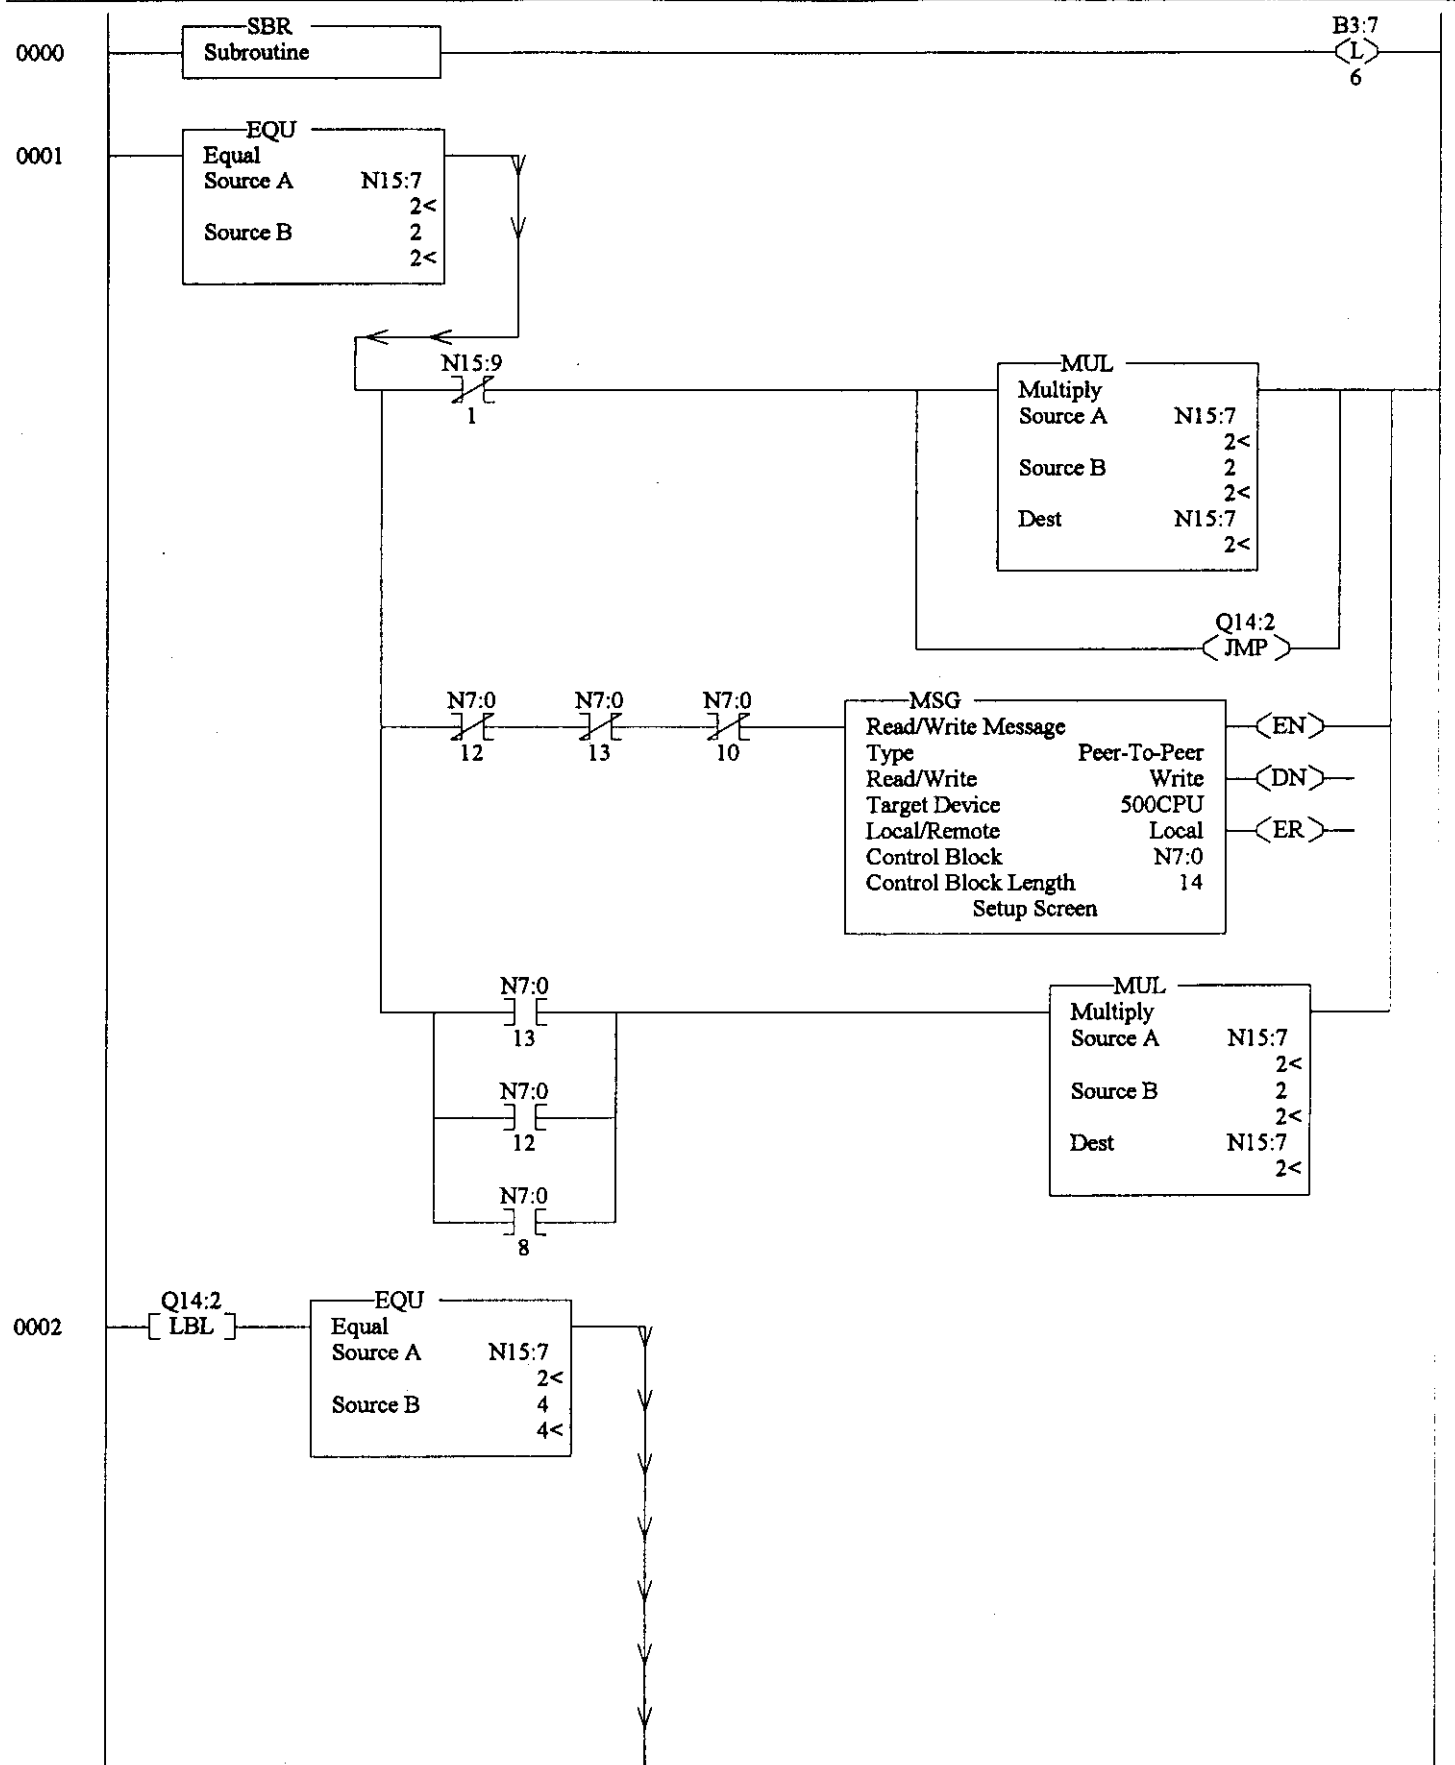 SBR
0000 Subroutine
B3:7
L
6
EQU
0001 Equal
Source A N15:7
2<
Source B 2
2<
N15:9
1
MUL
Multiply
Source A N15:7
2<
Source B 2
2<
Dest N15:7
2<
Q14:2
JMP
N7:0 N7:0 N7:0
12 13 10
MSG
Read/Write Message EN
Type Peer-To-Peer
Read/Write Write DN
Target Device 500CPU
Local/Remote Local ER
Control Block N7:0
Control Block Length 14
Setup Screen
N7:0
13
N7:0
12
N7:0
8
MUL
Multiply
Source A N15:7
2<
Source B 2
2<
Dest N15:7
2<
Q14:2
0002 LBL
EQU
Equal
Source A N15:7
2<
Source B 4
4<